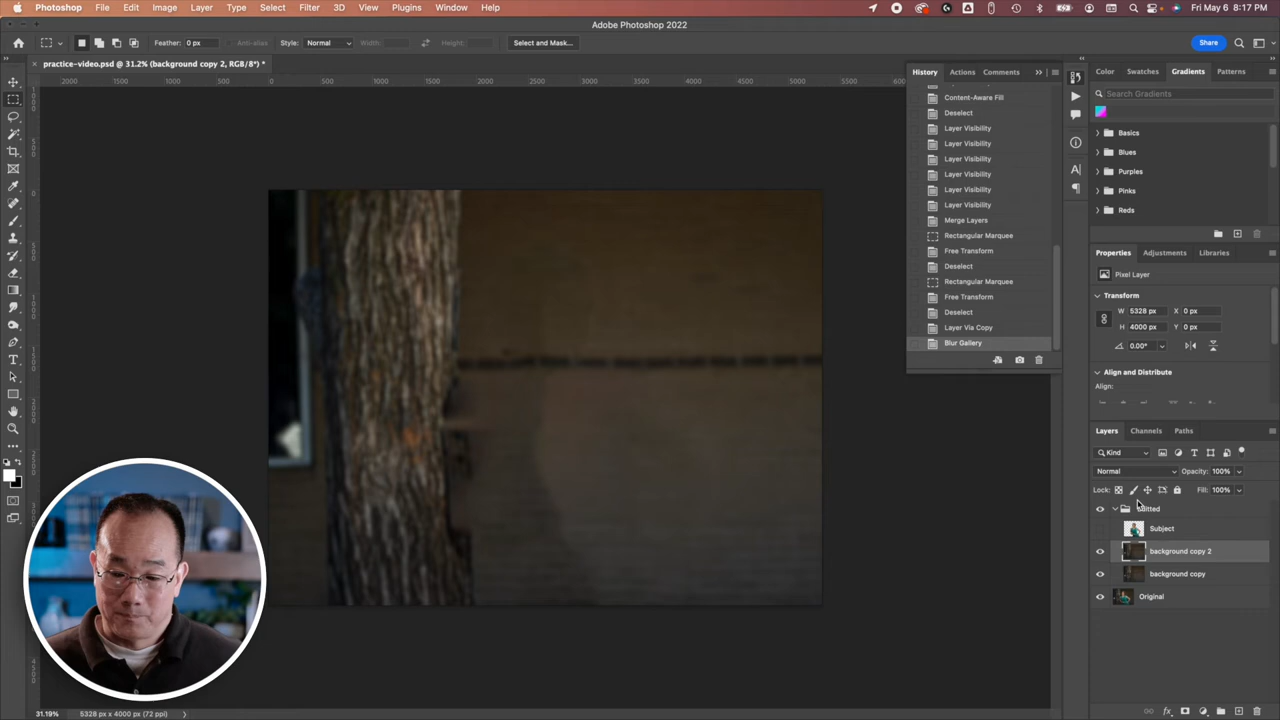 Photoshop File Edit Image Layer Type Select Filter 3D View Plugins Window Help Fri May 6 8:17 PM
Adobe Photoshop 2022
Feather: 0 px Anti-alias Style: Normal Width: Height: Select and Mask... Share
practice-video.psd @ 31.2% (background copy 2, RGB/8*) *
2000 1500 1000 500 0 500 1000 1500 2000 2500 3000 3500 4000 4500 5000 5500
History Actions Comments
Content-Aware Fill
Deselect
Layer Visibility
Layer Visibility
Layer Visibility
Layer Visibility
Layer Visibility
Layer Visibility
Merge Layers
Rectangular Marquee
Free Transform
Deselect
Rectangular Marquee
Free Transform
Deselect
Layer Via Copy
Blur Gallery
Color Swatches Gradients Patterns
Search Gradients
Basics
Blues
Purples
Pinks
Reds
Properties Adjustments Libraries
Pixel Layer
Transform
W 5328 px X 0 px
H 4000 px Y 0 px
0.00°
Align and Distribute
Align:
Layers Channels Paths
Kind
Normal Opacity: 100%
Lock: Fill: 100%
Subject
background copy 2
background copy
Original
31.19% 5328 px x 4000 px (72 ppi)